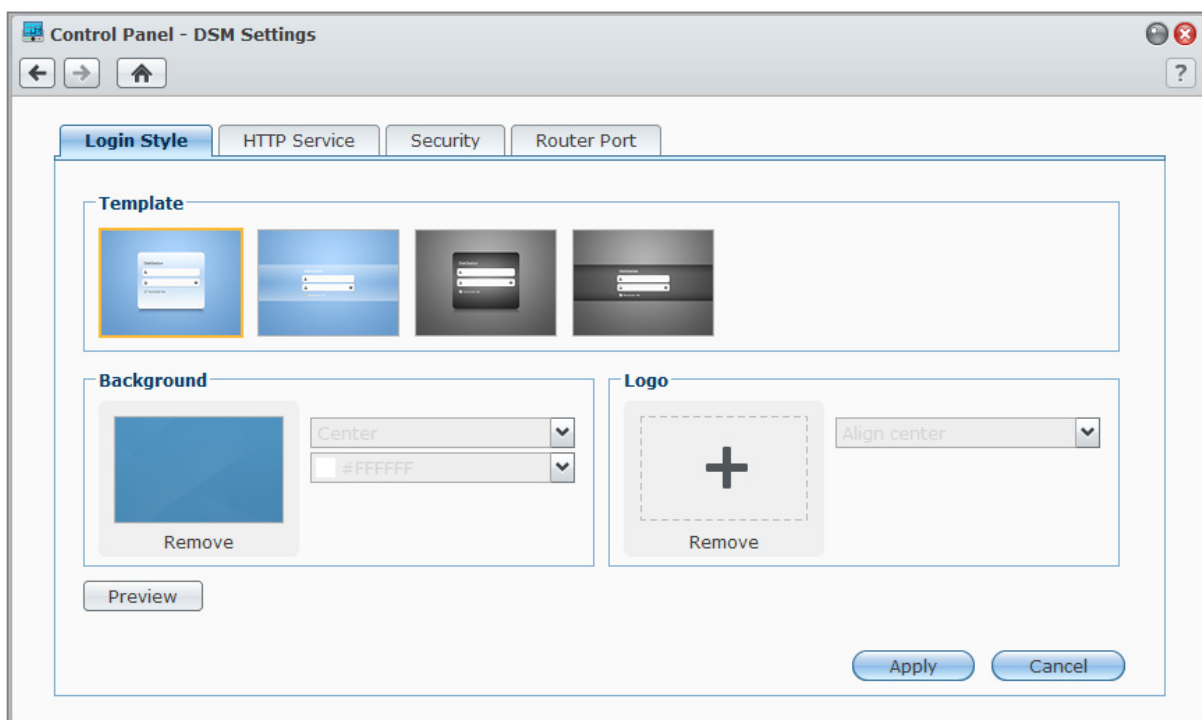 Control Panel - DSM Settings
?
Login Style HTTP Service Security Router Port
Template
Background
Center
#FFFFFF
Remove
Logo
Align center
Remove
Preview
Apply Cancel